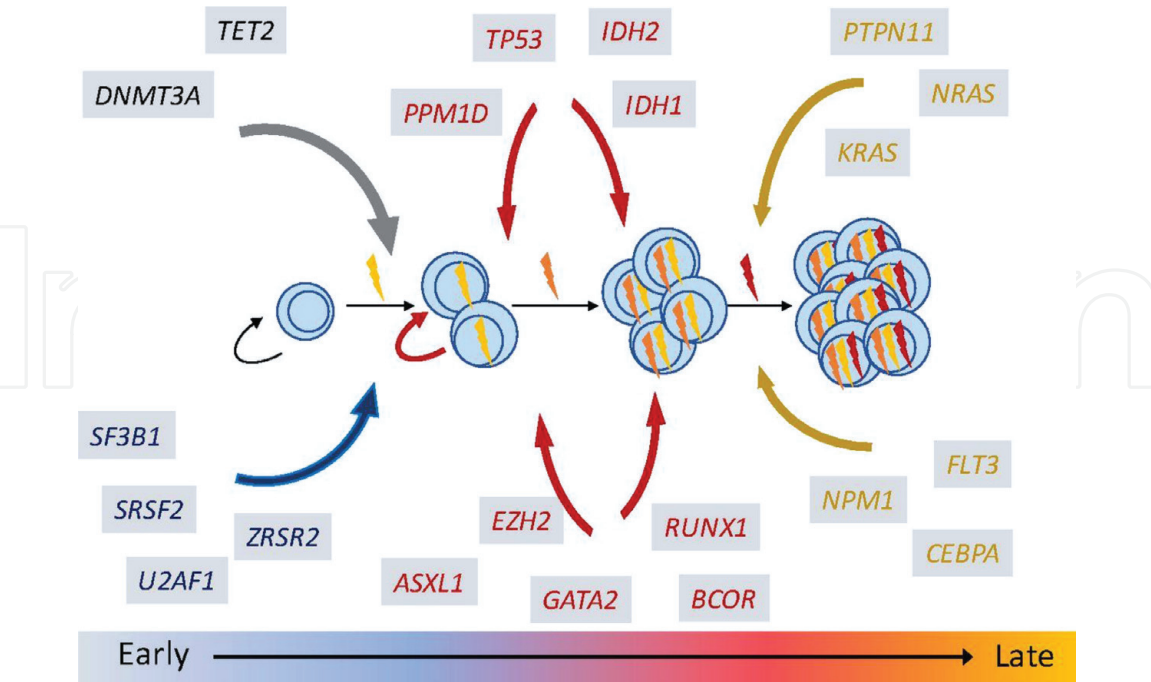 TET2
DNMT3A
TP53
IDH2
PPM1D
IDH1
PTPN11
NRAS
KRAS
SF3B1
SRSF2
ZRSR2
U2AF1
EZH2
RUNX1
ASXL1
GATA2
BCOR
FLT3
NPM1
CEBPA
Early
Late